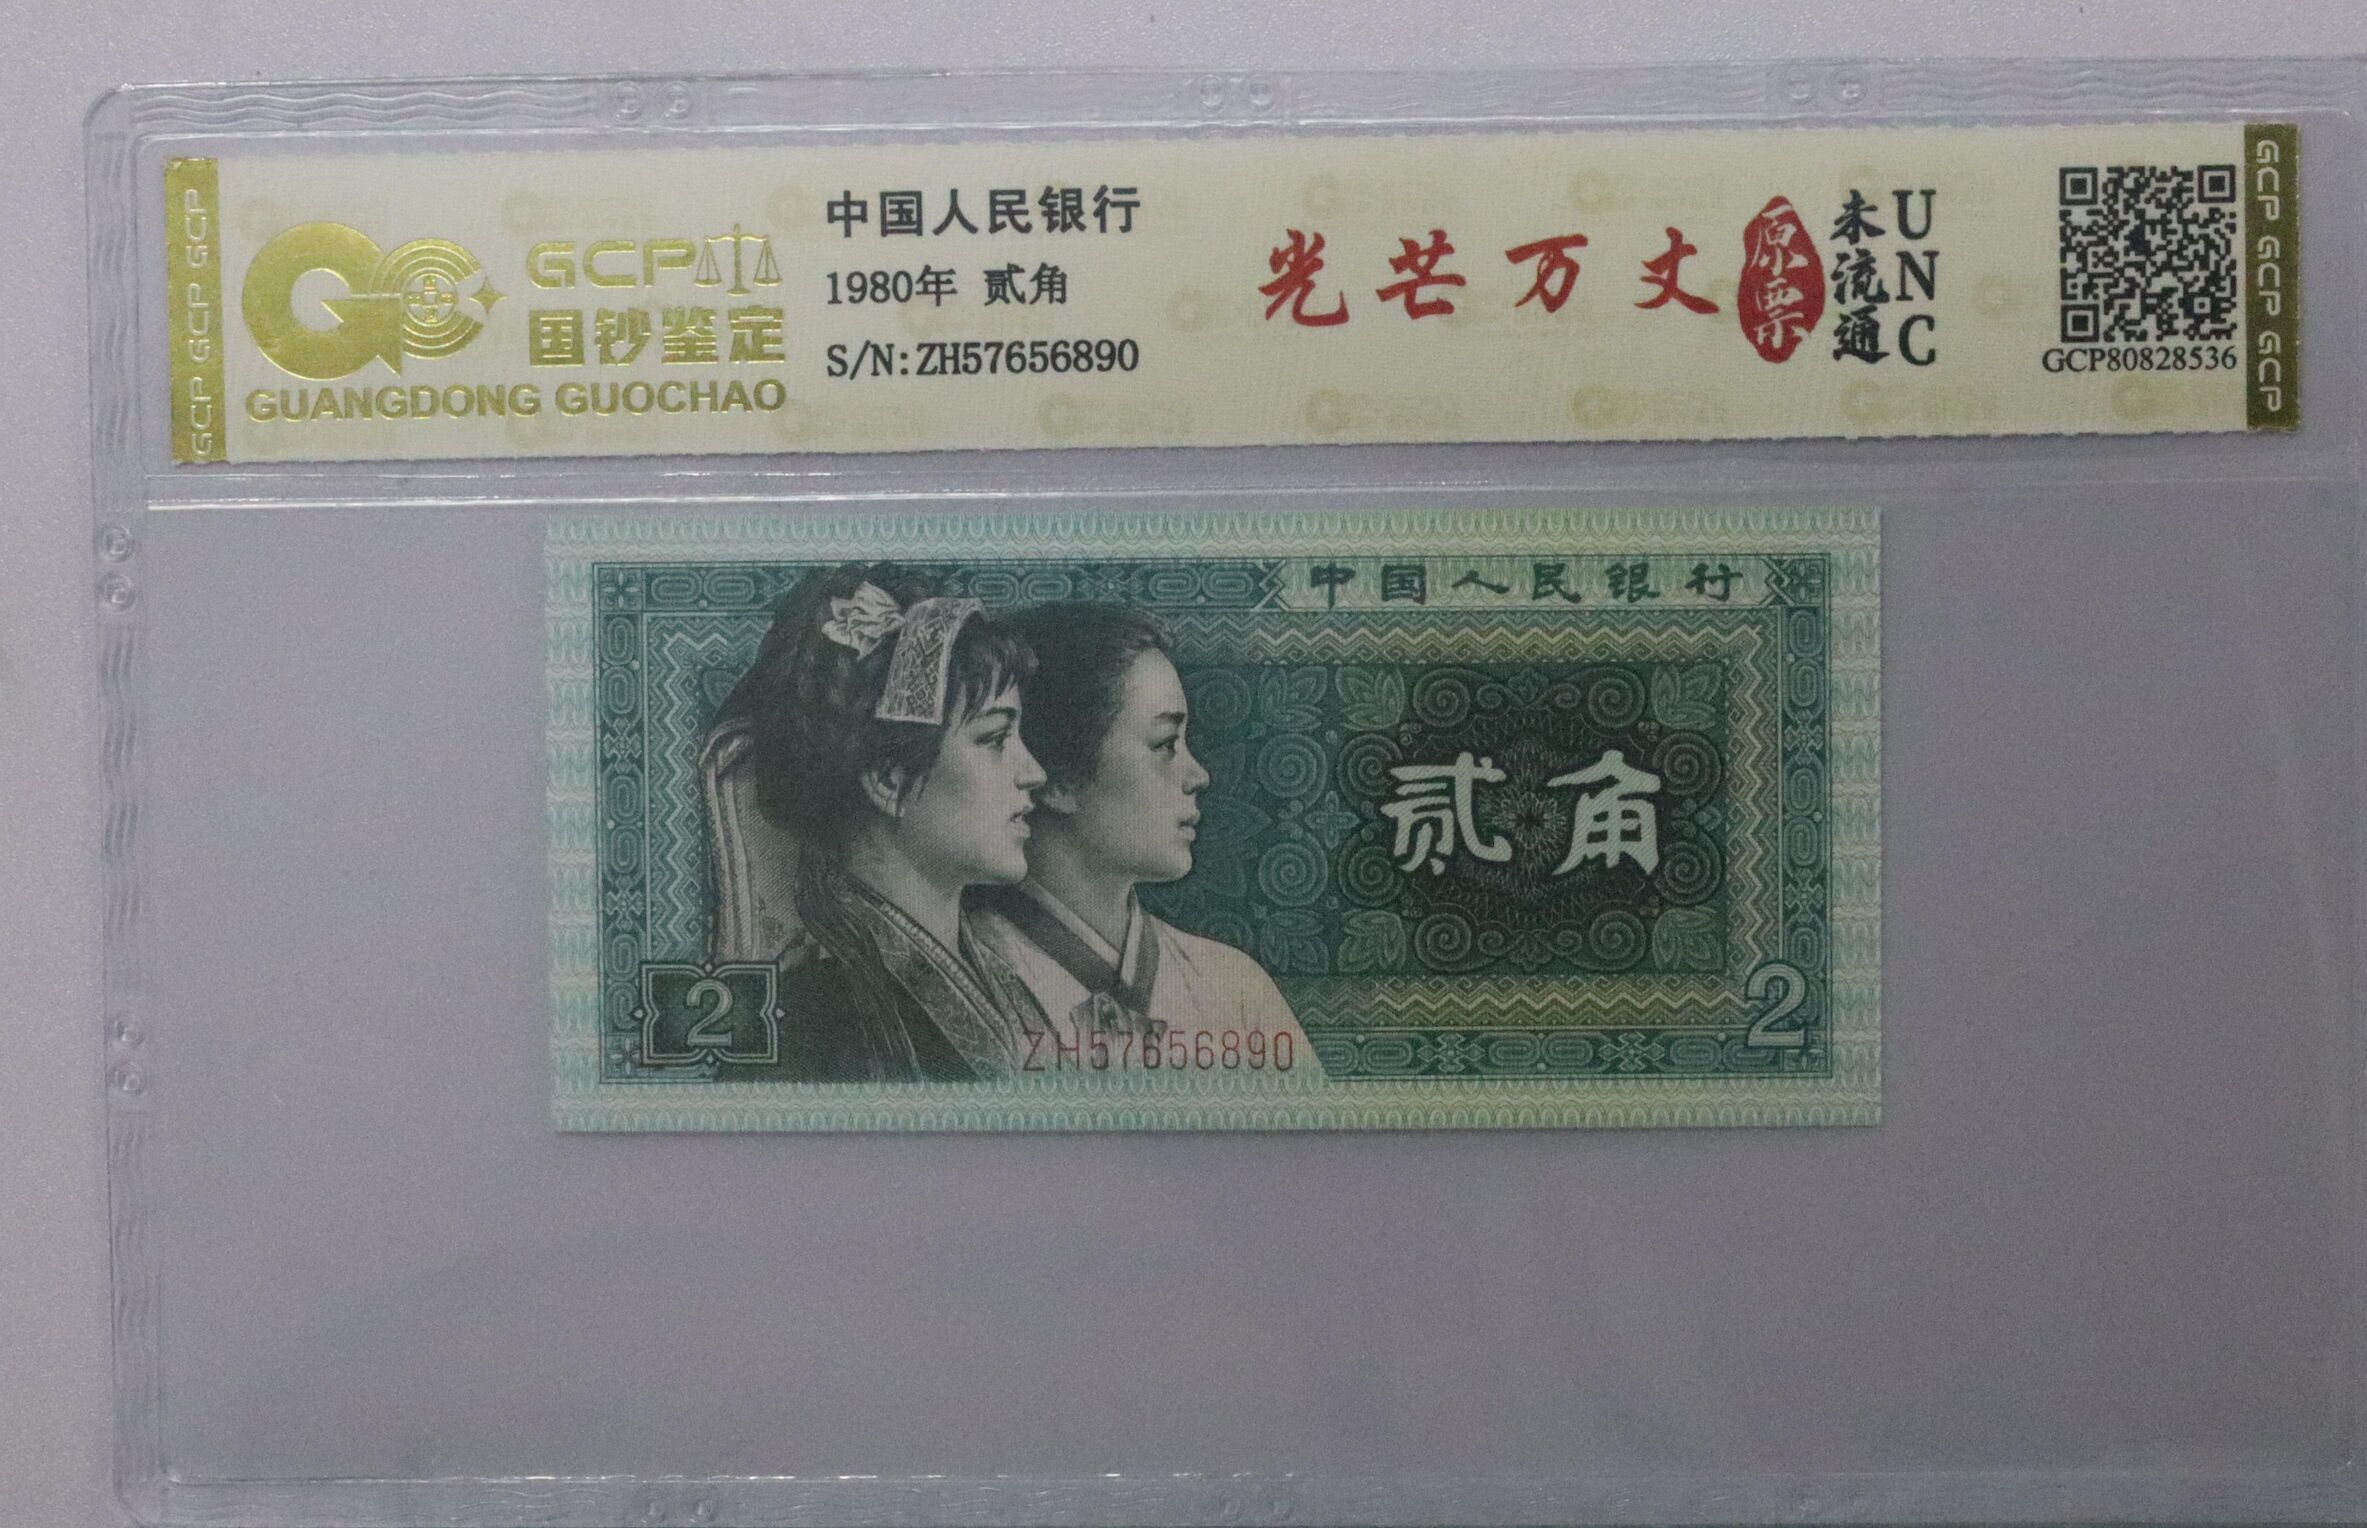 GCP GCP GCP
GCP
国钞鉴定
GUANGDONG GUOCHAO
中国人民银行
1980年 贰角
S/N:ZH57656890
光芒万丈
原票
未流通
UNC
GCP80828536
GCP GCP GCP
中国人民银行
贰角
2
2
ZH57656890